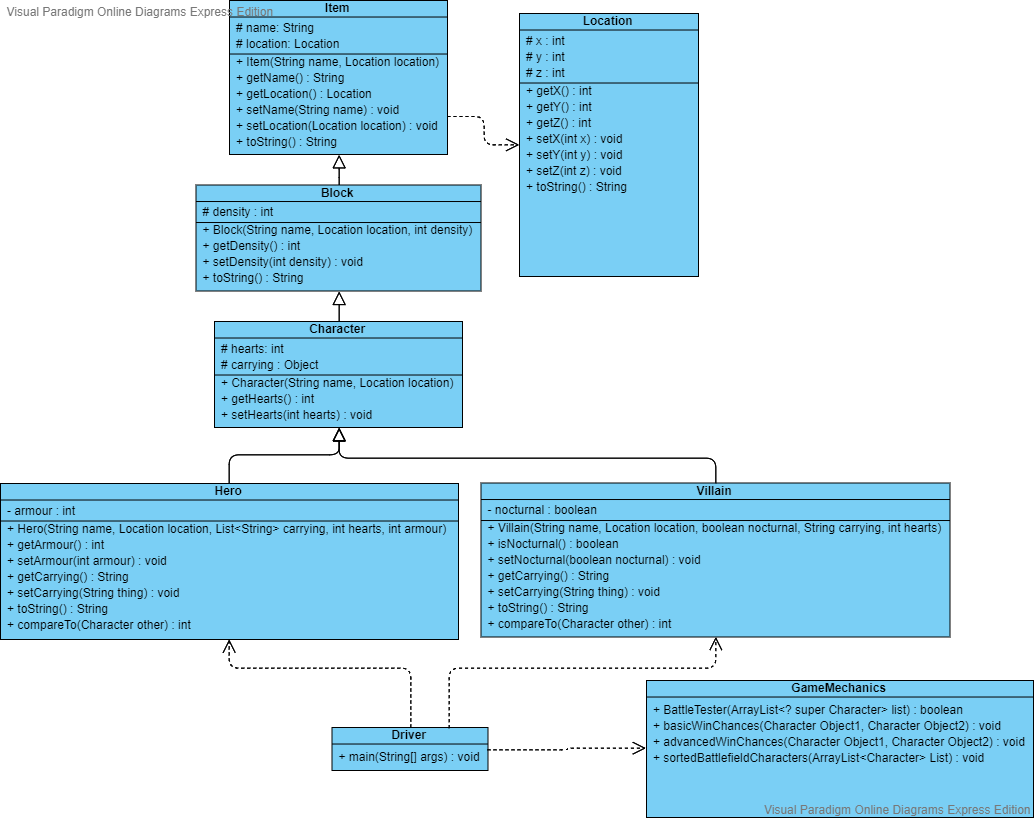 Visual Paradigm Online Diagrams Express Edition
Item
# name: String
# location: Location
+ Item(String name, Location location)
+ getName() : String
+ getLocation() : Location
+ setName(String name) : void
+ setLocation(Location location) : void
+ toString() : String
Location
# x : int
# y : int
# z : int
+ getX() : int
+ getY() : int
+ getZ() : int
+ setX(int x) : void
+ setY(int y) : void
+ setZ(int z) : void
+ toString() : String
Block
# density : int
+ Block(String name, Location location, int density)
+ getDensity() : int
+ setDensity(int density) : void
+ toString() : String
Character
# hearts: int
# carrying : Object
+ Character(String name, Location location)
+ getHearts() : int
+ setHearts(int hearts) : void
Hero
- armour : int
+ Hero(String name, Location location, List<String> carrying, int hearts, int armour)
+ getArmour() : int
+ setArmour(int armour) : void
+ getCarrying() : String
+ setCarrying(String thing) : void
+ toString() : String
+ compareTo(Character other) : int
Villain
- nocturnal : boolean
+ Villain(String name, Location location, boolean nocturnal, String carrying, int hearts)
+ isNocturnal() : boolean
+ setNocturnal(boolean nocturnal) : void
+ getCarrying() : String
+ setCarrying(String thing) : void
+ toString() : String
+ compareTo(Character other) : int
Driver
+ main(String[] args) : void
GameMechanics
+ BattleTester(ArrayList<? super Character> list) : boolean
+ basicWinChances(Character Object1, Character Object2) : void
+ advancedWinChances(Character Object1, Character Object2) : void
+ sortedBattlefieldCharacters(ArrayList<Character> List) : void
Visual Paradigm Online Diagrams Express Edition